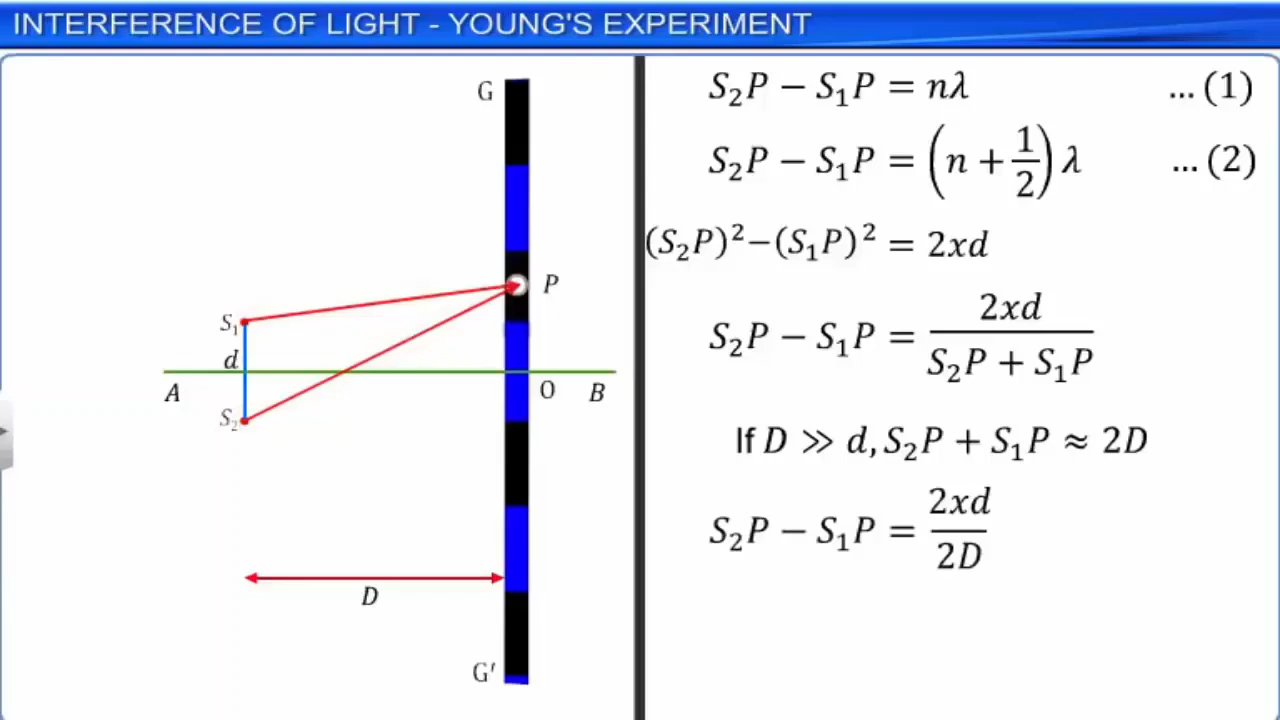 INTERFERENCE OF LIGHT - YOUNG'S EXPERIMENT
G
P
S₁
d
A
O
B
S₂
D
G′
S₂P − S₁P = nλ ... (1)
S₂P − S₁P = (n + 1/2) λ ... (2)
(S₂P)²−(S₁P)² = 2xd
S₂P − S₁P = 2xd / (S₂P + S₁P)
If D ≫ d, S₂P + S₁P ≈ 2D
S₂P − S₁P = 2xd / 2D